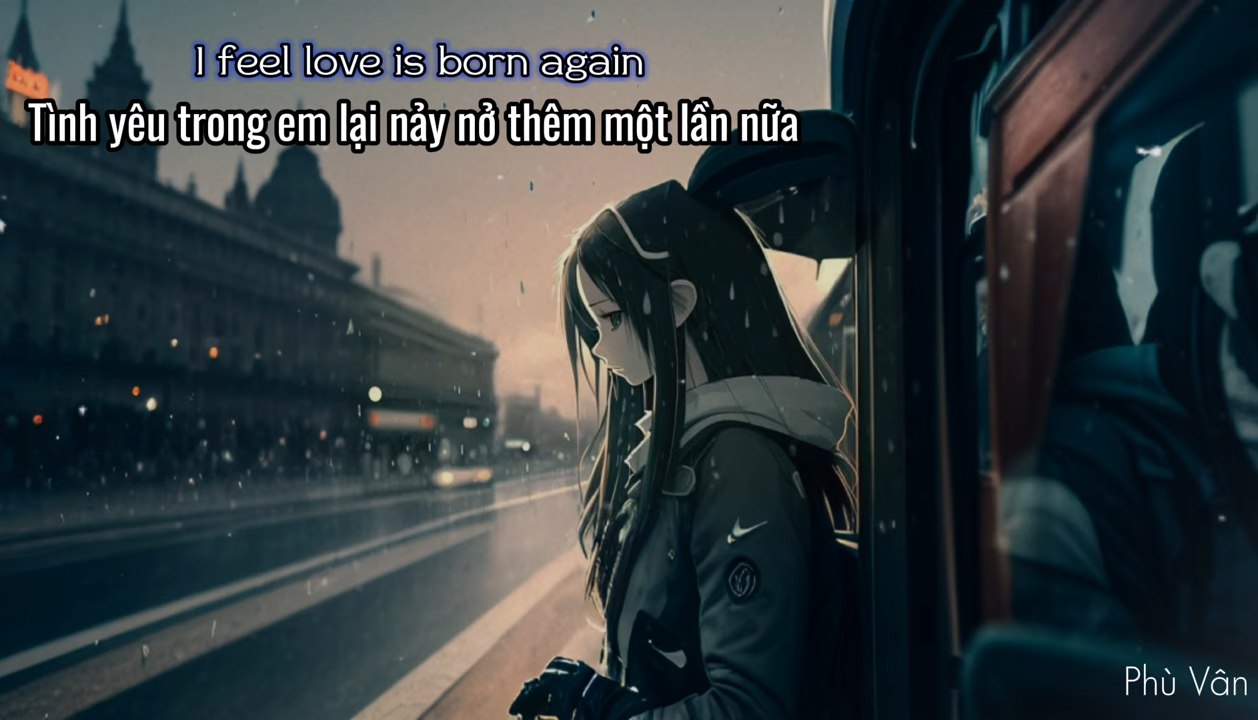 I feel love is born again
Tình yêu trong em lại nảy nở thêm một lần nữa
Phù Vân